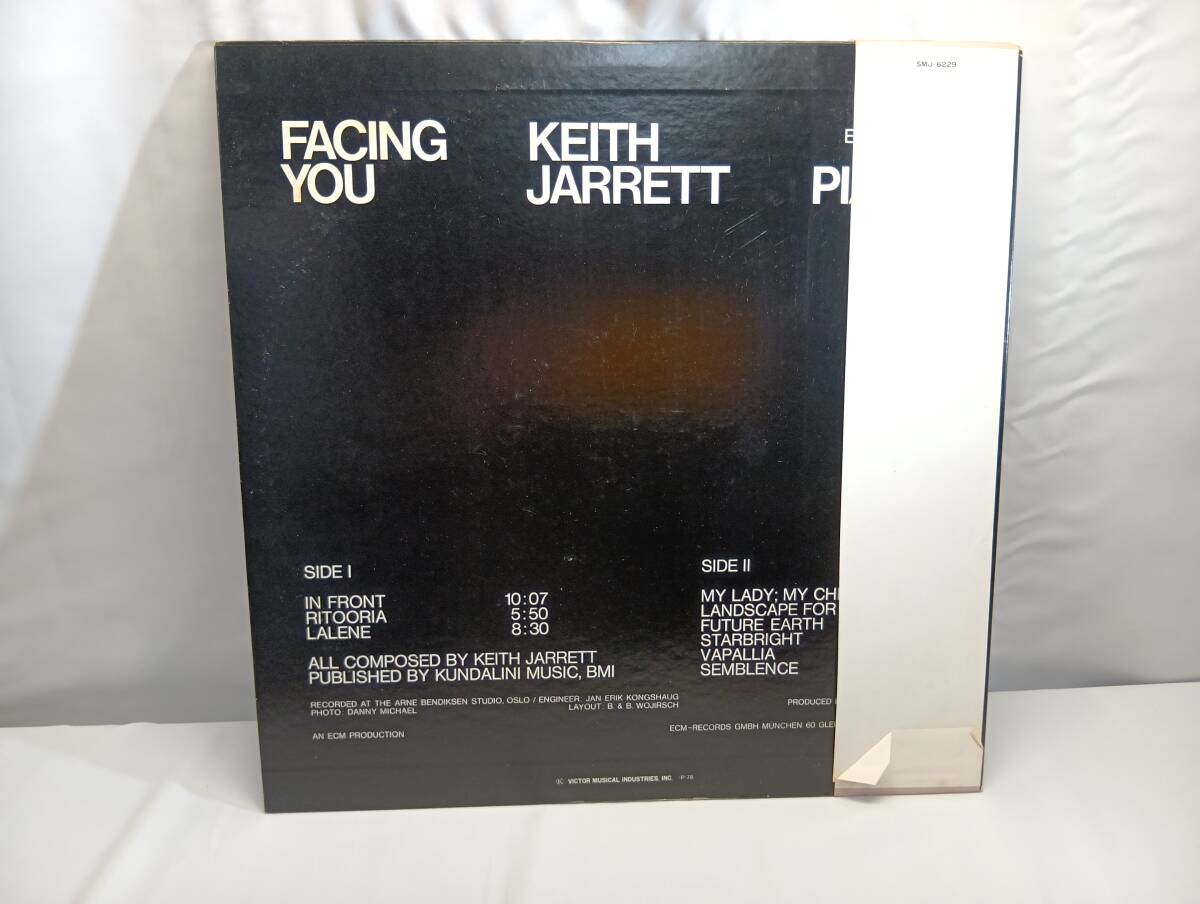 SMJ-6229
FACING YOU
KEITH JARRETT
SIDE I
IN FRONT 10:07
RITOORIA 5:50
LALENE 8:30
ALL COMPOSED BY KEITH JARRETT
PUBLISHED BY KUNDALINI MUSIC, BMI
SIDE II
MY LADY; MY
LANDSCAPE FOR
FUTURE EARTH
STARBRIGHT
VAPALLIA
SEMBLENCE
RECORDED AT THE ARNE BENDIKSEN STUDIO, OSLO / ENGINEER: JAN ERIK KONGSHAUG
PHOTO: DANNY MICHAEL LAYOUT: B. & B. WOJIRSCH
PRODUCED
AN ECM PRODUCTION
ECM-RECORDS GMBH MÜNCHEN 60
VICTOR MUSICAL INDUSTRIES, INC.